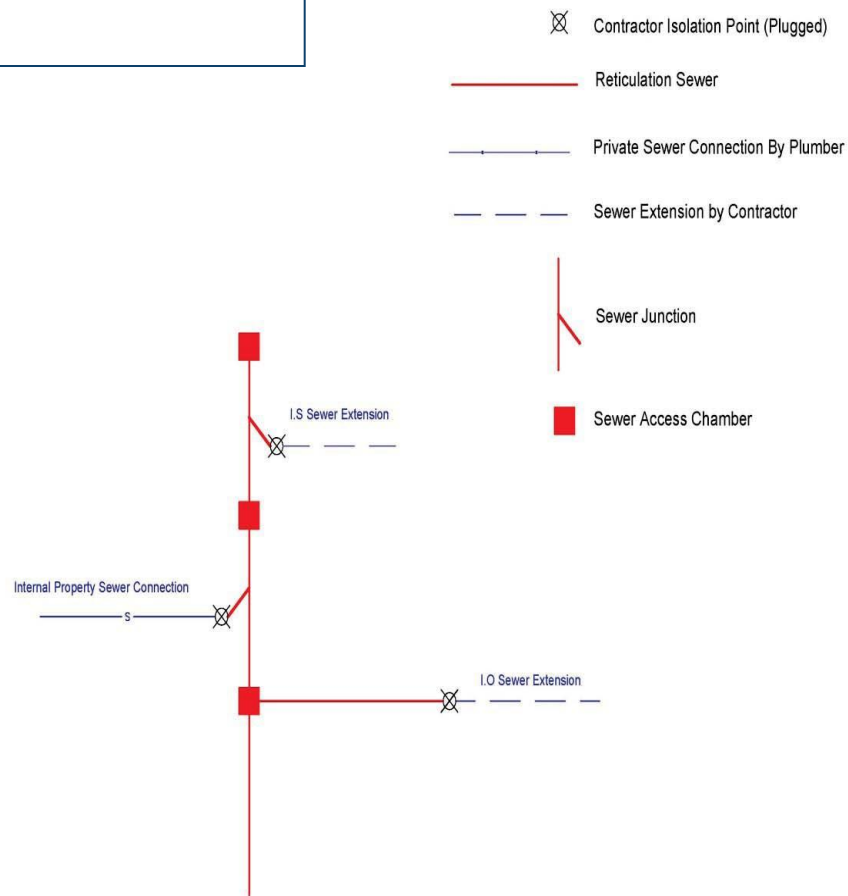 Contractor Isolation Point (Plugged)
Reticulation Sewer
Private Sewer Connection By Plumber
Sewer Extension by Contractor
Sewer Junction
Sewer Access Chamber
I.S Sewer Extension
Internal Property Sewer Connection
S
I.O Sewer Extension